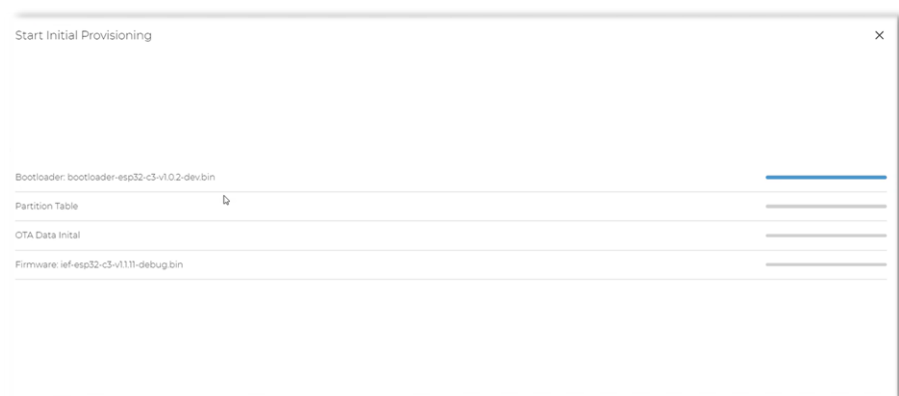 Start Initial Provisioning
Bootloader: bootloader-esp32-c3-v1.0.2-dev.bin
Partition Table
OTA Data Inital
Firmware: ief-esp32-c3-v1.1.11-debug.bin